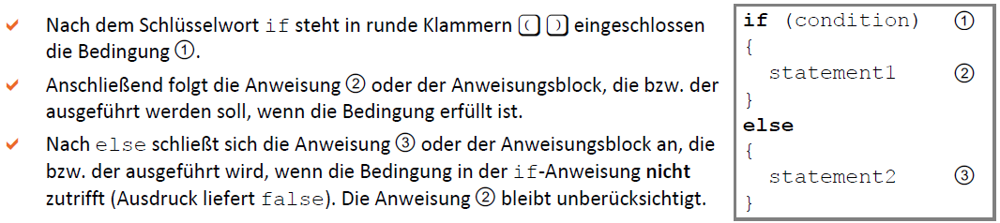 Nach dem Schlüsselwort if steht in runde Klammern ( ) eingeschlossen
die Bedingung ①.
Anschließend folgt die Anweisung ② oder der Anweisungsblock, die bzw. der
ausgeführt werden soll, wenn die Bedingung erfüllt ist.
Nach else schließt sich die Anweisung ③ oder der Anweisungsblock an, die
bzw. der ausgeführt wird, wenn die Bedingung in der if-Anweisung nicht
zutrifft (Ausdruck liefert false). Die Anweisung ② bleibt unberücksichtigt.
if (condition) ①
{
statement1 ②
}
else
{
statement2 ③
}